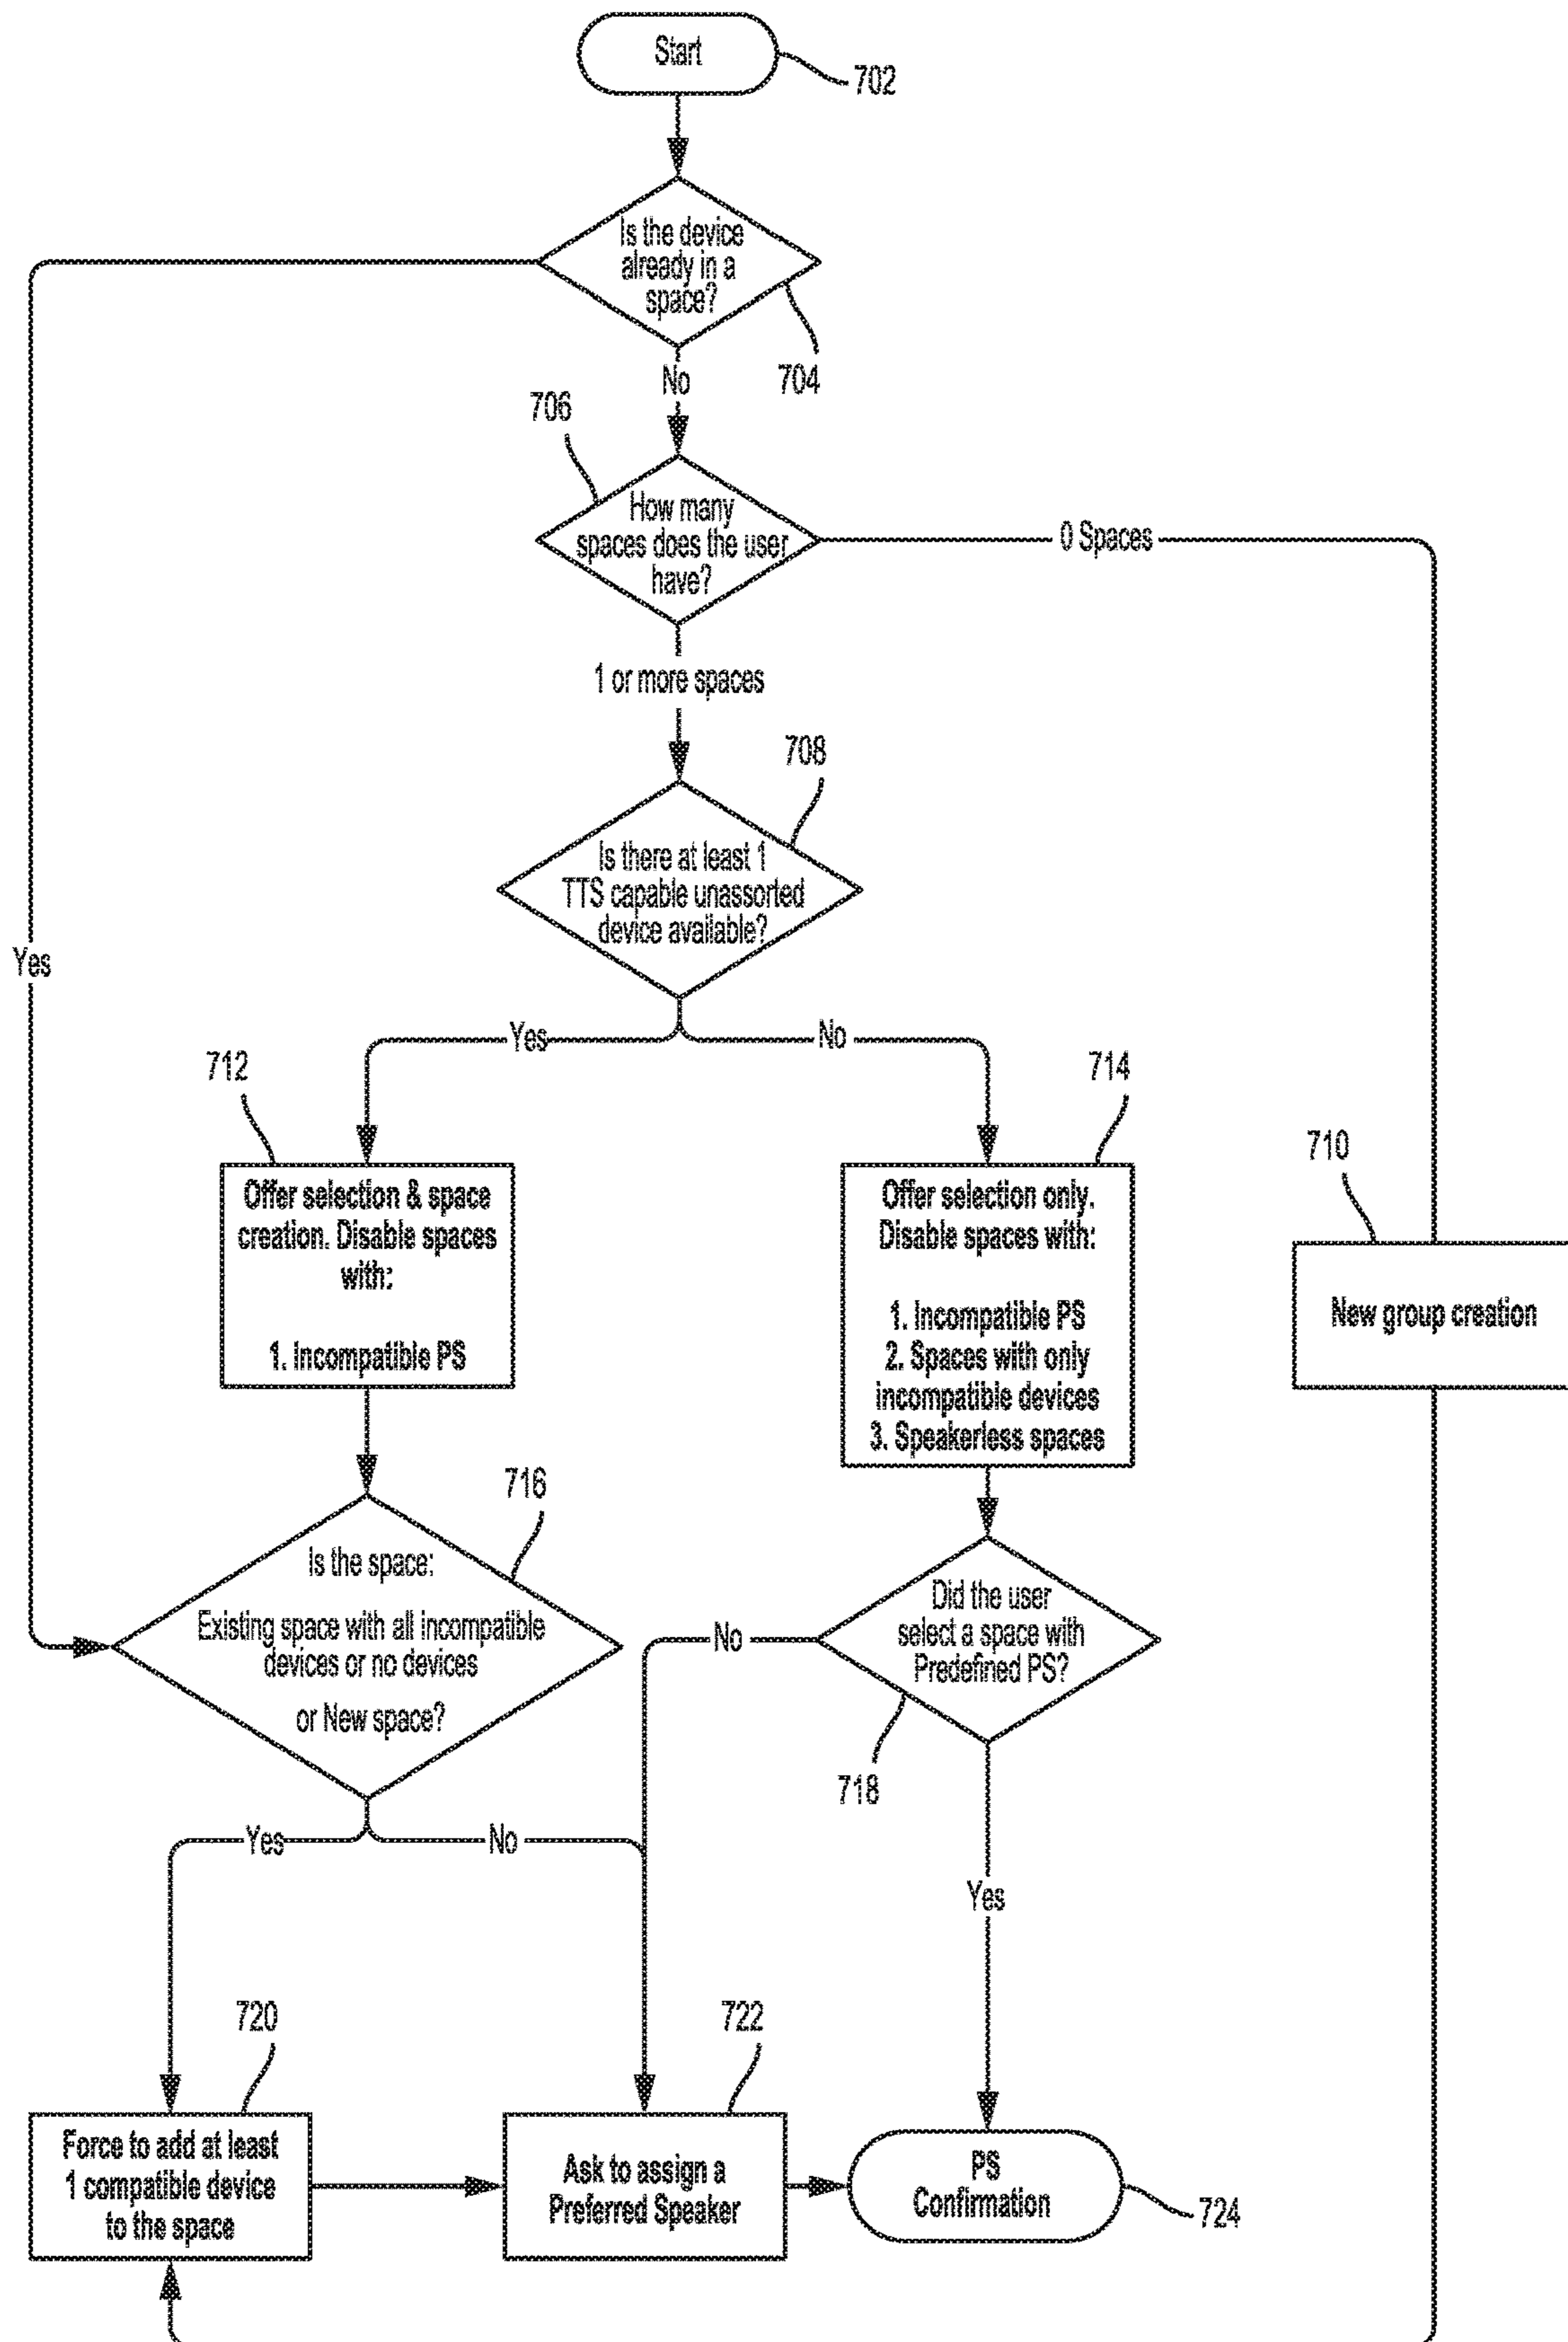 Start
702
Is the device
already in a
space?
704
No
706
How many
spaces does the user
have?
0 Spaces
1 or more spaces
708
Is there at least 1
TTS capable unassorted
device available?
Yes
Yes
No
712
714
710
Offer selection & space
creation. Disable spaces
with:
1. Incompatible PS
Offer selection only.
Disable spaces with:
1. Incompatible PS
2. Spaces with only
incompatible devices
3. Speakerless spaces
New group creation
716
Is the space:
Existing space with all incompatible
devices or no devices
or New space?
No
Did the user
select a space with
Predefined PS?
718
Yes
No
Yes
720
722
Force to add at least
1 compatible device
to the space
Ask to assign a
Preferred Speaker
PS
Confirmation
724